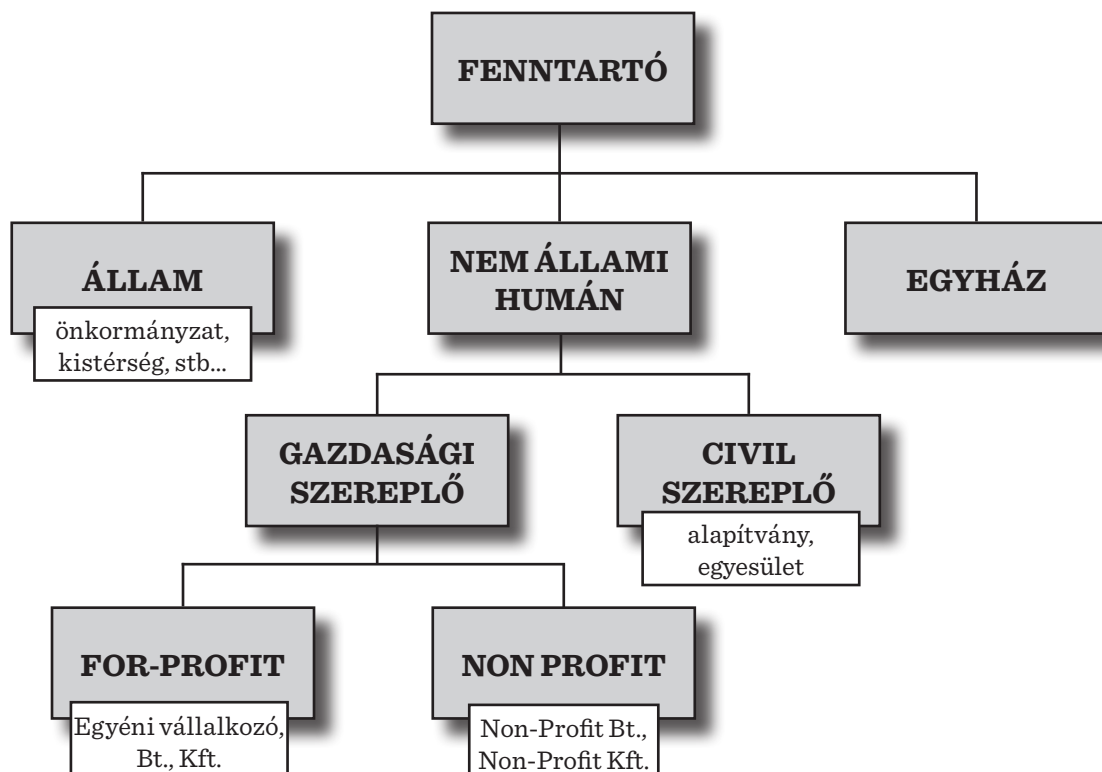 FENNTARTÓ
ÁLLAM
önkormányzat,
kistérség, stb...
NEM ÁLLAMI
HUMÁN
EGYHÁZ
GAZDASÁGI
SZEREPLŐ
CIVIL
SZEREPLŐ
alapítvány,
egyesület
FOR-PROFIT
Egyéni vállalkozó,
Bt., Kft.
NON PROFIT
Non-Profit Bt.,
Non-Profit Kft.